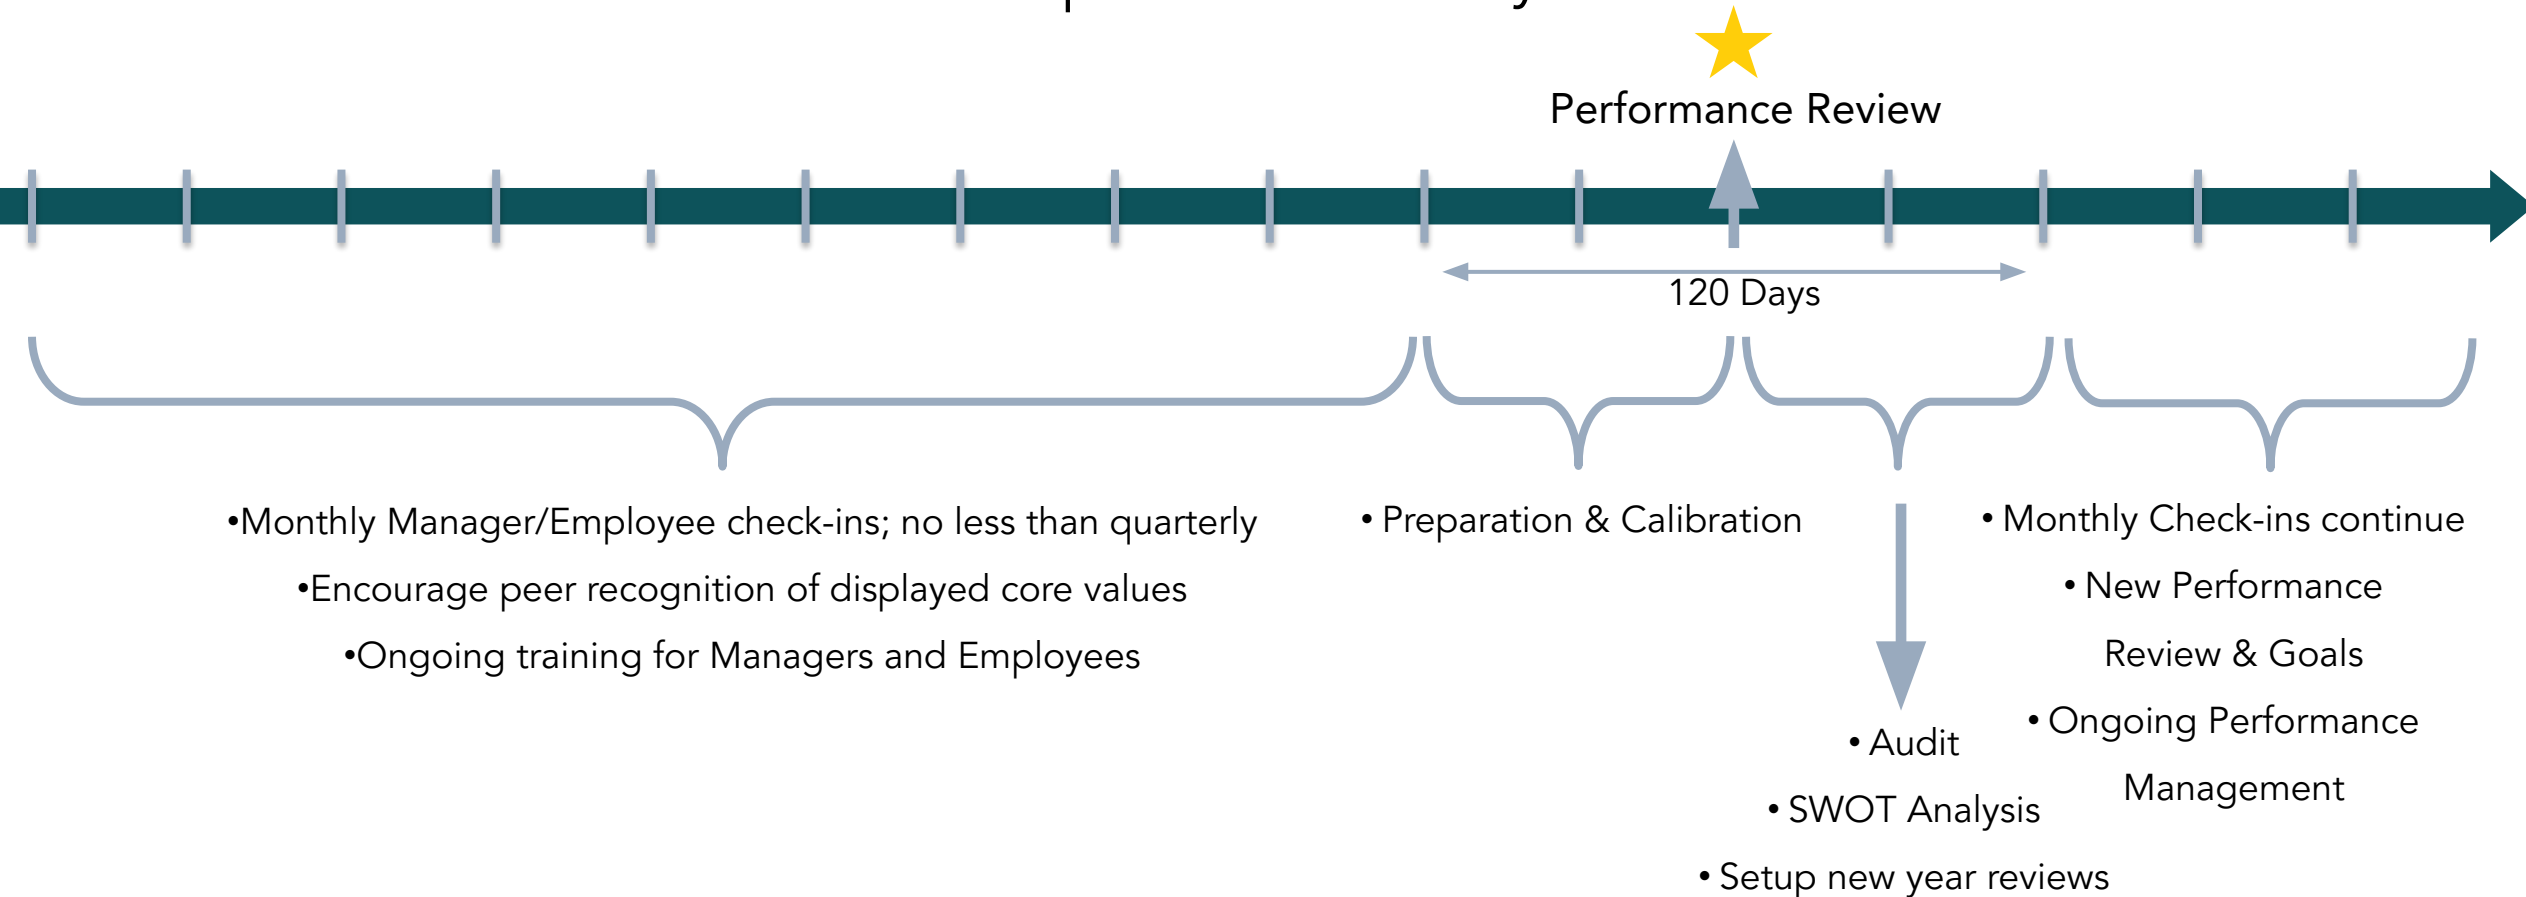 Performance Review
120 Days
•Monthly Manager/Employee check-ins; no less than quarterly
•Encourage peer recognition of displayed core values
•Ongoing training for Managers and Employees
• Preparation & Calibration
• Audit
• SWOT Analysis
• Setup new year reviews
• Monthly Check-ins continue
• New Performance
Review & Goals
• Ongoing Performance
Management